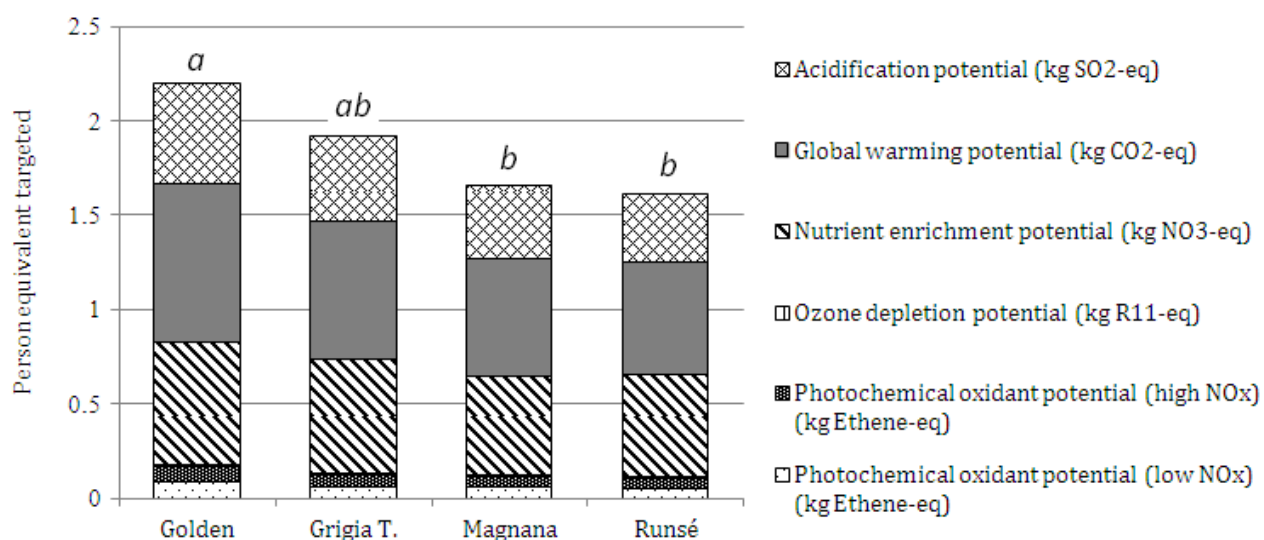 Person equivalent targeted
2.5
2
1.5
1
0.5
0
a
ab
b
b
Golden
Grigia T.
Magnana
Runsé
Acidification potential (kg SO2-eq)
Global warming potential (kg CO2-eq)
Nutrient enrichment potential (kg NO3-eq)
Ozone depletion potential (kg R11-eq)
Photochemical oxidant potential (high NOx)
(kg Ethene-eq)
Photochemical oxidant potential (low NOx)
(kg Ethene-eq)